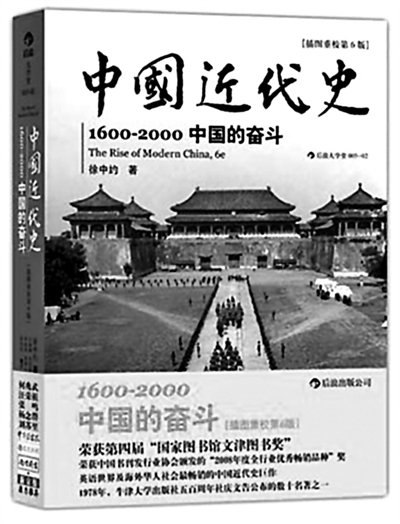 [插图重校第6版]
中國近代史
1600-2000 中国的奋斗
The Rise of Modern China, 6e
后浪大学堂 005-02
徐中约 著
后浪出版公司
1600-2000
中国的奋斗 [插图重校第6版]
荣获第四届“国家图书馆文津图书奖”
荣获中国书刊发行业协会颁发的“2008年度全行业优秀畅销品种”奖
英语世界及海外华人社会最畅销的中国近代史巨作
1978年，牛津大学出版社五百周年社庆文告公布的数十名著之一
中國近代史
1600-2000 中国的奋斗